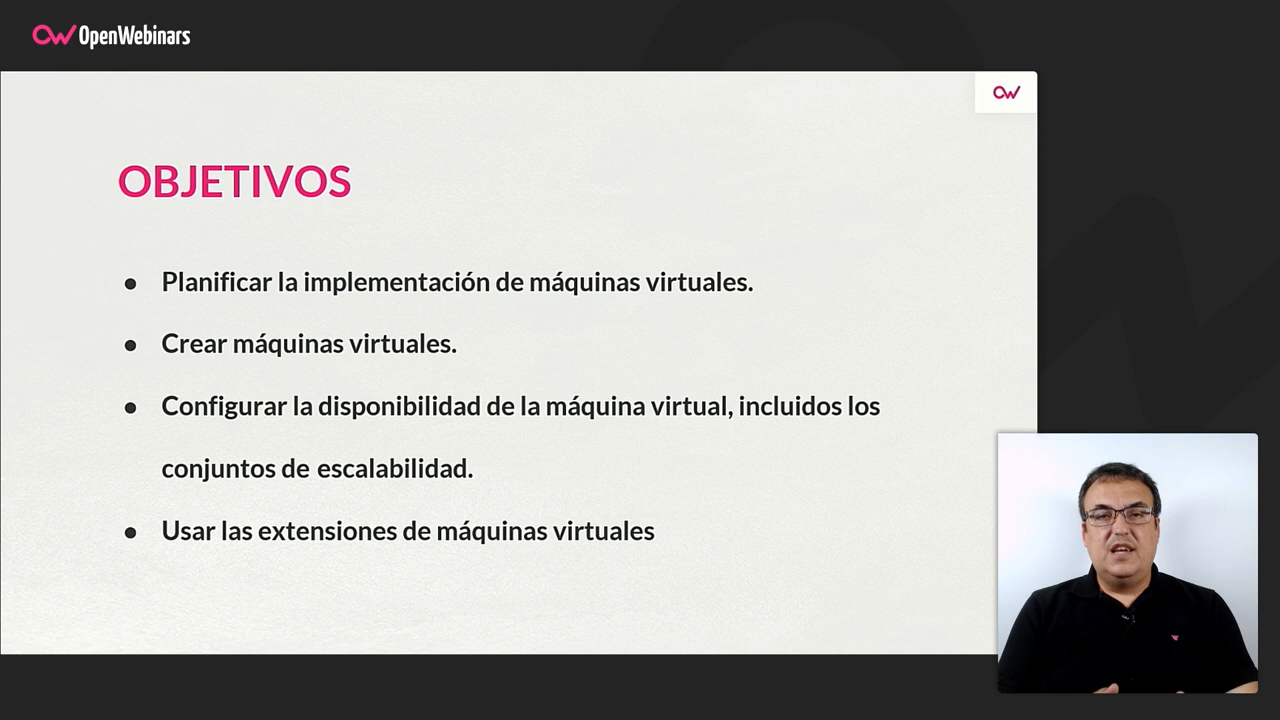 OpenWebinars
OBJETIVOS
● Planificar la implementación de máquinas virtuales.
● Crear máquinas virtuales.
● Configurar la disponibilidad de la máquina virtual, incluidos los
conjuntos de escalabilidad.
● Usar las extensiones de máquinas virtuales